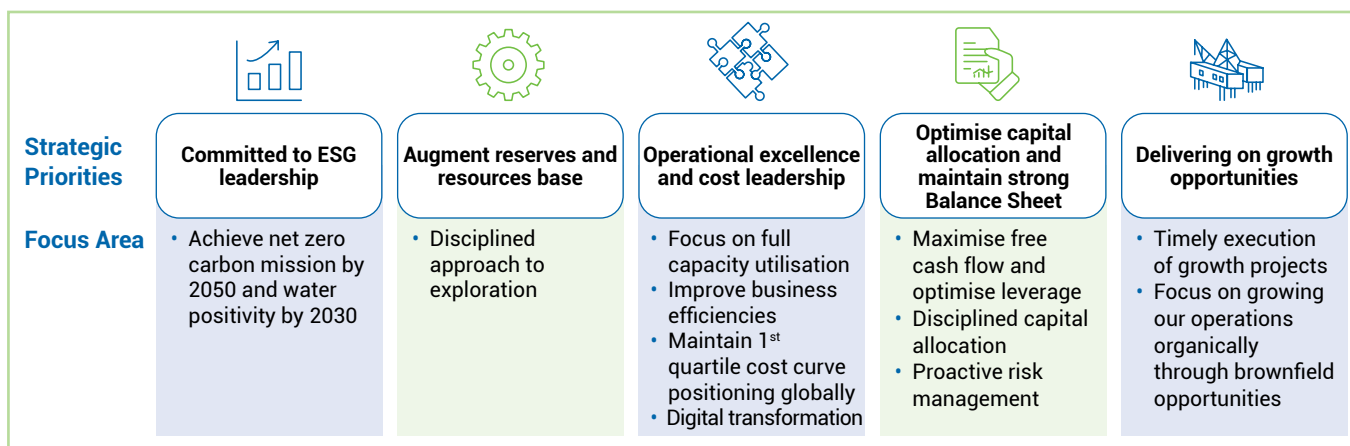 Strategic
Priorities
Committed to ESG
leadership
Augment reserves and
resources base
Operational excellence
and cost leadership
Optimise capital
allocation and
maintain strong
Balance Sheet
Delivering on growth
opportunities
Focus Area
• Achieve net zero
carbon mission by
2050 and water
positivity by 2030
• Disciplined
approach to
exploration
• Focus on full
capacity utilisation
• Improve business
efficiencies
• Maintain 1st
quartile cost curve
positioning globally
• Digital transformation
• Maximise free
cash flow and
optimise leverage
• Disciplined capital
allocation
• Proactive risk
management
• Timely execution
of growth projects
• Focus on growing
our operations
organically
through brownfield
opportunities